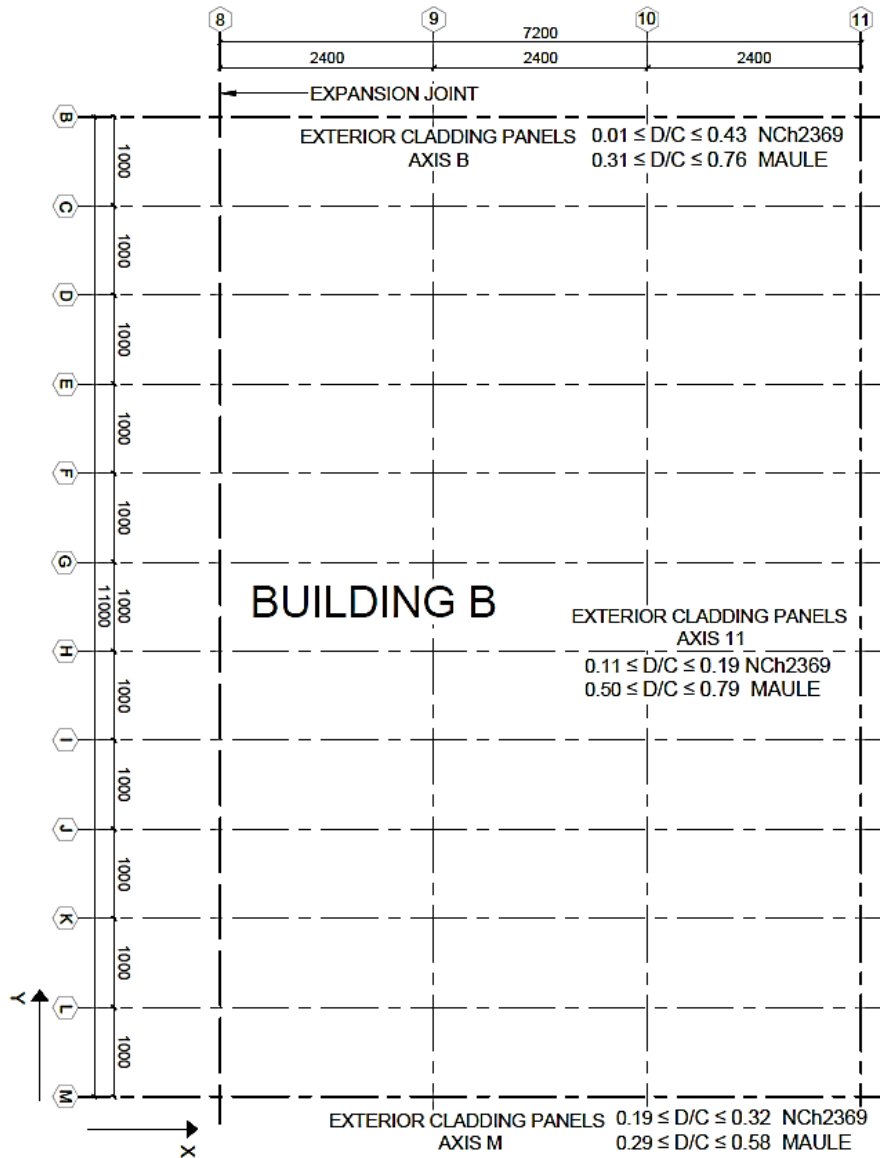 8 9 10 11
7200
2400 2400 2400
EXPANSION JOINT
B
EXTERIOR CLADDING PANELS 0.01 ≤ D/C ≤ 0.43 NCh2369
AXIS B 0.31 ≤ D/C ≤ 0.76 MAULE
1000
C
1000
D
1000
E
1000
F
1000
G
BUILDING B
1000
11000
EXTERIOR CLADDING PANELS
AXIS 11
H
0.11 ≤ D/C ≤ 0.19 NCh2369
0.50 ≤ D/C ≤ 0.79 MAULE
1000
I
1000
J
1000
K
1000
L
Y
1000
M
EXTERIOR CLADDING PANELS 0.19 ≤ D/C ≤ 0.32 NCh2369
AXIS M 0.29 ≤ D/C ≤ 0.58 MAULE
X